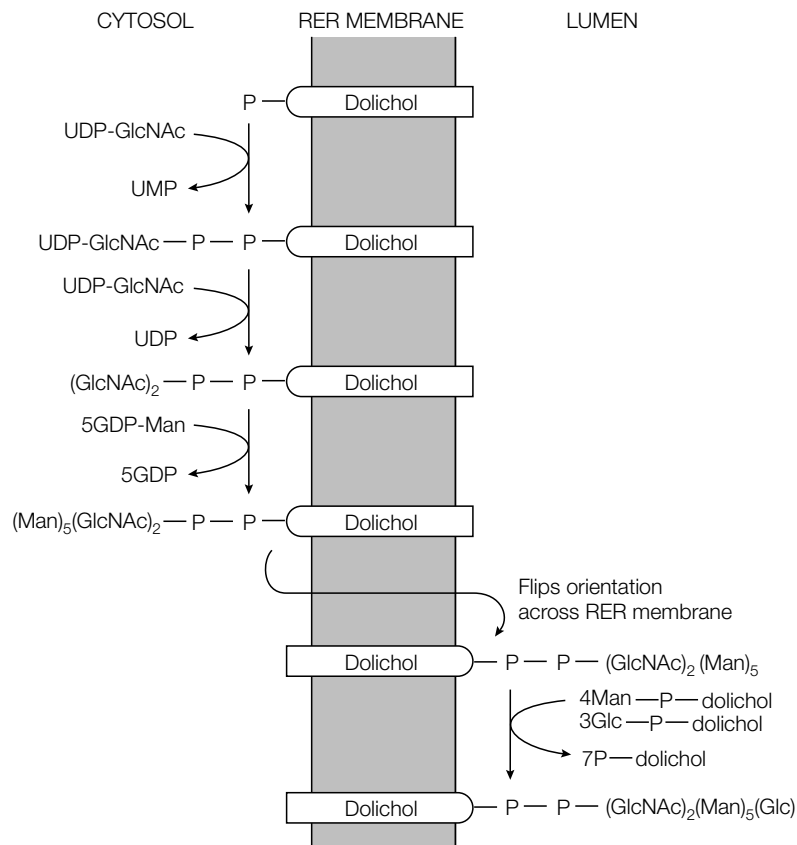 CYTOSOL RER MEMBRANE LUMEN
P — Dolichol
UDP-GlcNAc
UMP
UDP-GlcNAc — P — P — Dolichol
UDP-GlcNAc
UDP
(GlcNAc)₂ — P — P — Dolichol
5GDP-Man
5GDP
(Man)₅(GlcNAc)₂ — P — P — Dolichol
Flips orientation
across RER membrane
Dolichol — P — P — (GlcNAc)₂ (Man)₅
4Man — P — dolichol
3Glc — P — dolichol
7P — dolichol
Dolichol — P — P — (GlcNAc)₂(Man)₅(Glc)